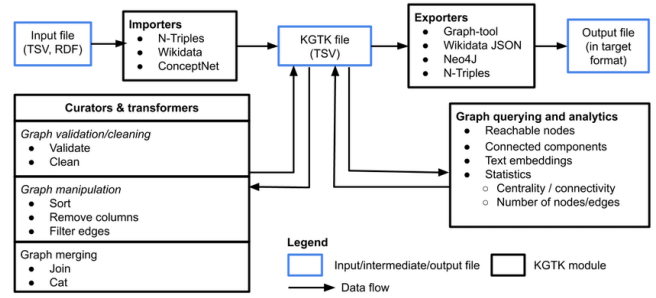 Input file
(TSV, RDF)
Importers
● N-Triples
● Wikidata
● ConceptNet
KGTK file
(TSV)
Exporters
● Graph-tool
● Wikidata JSON
● Neo4J
● N-Triples
Output file
(in target
format)
Curators & transformers
Graph validation/cleaning
● Validate
● Clean
Graph manipulation
● Sort
● Remove columns
● Filter edges
Graph merging
● Join
● Cat
Graph querying and analytics
● Reachable nodes
● Connected components
● Text embeddings
● Statistics
○ Centrality / connectivity
○ Number of nodes/edges
Legend
Input/intermediate/output file
KGTK module
Data flow